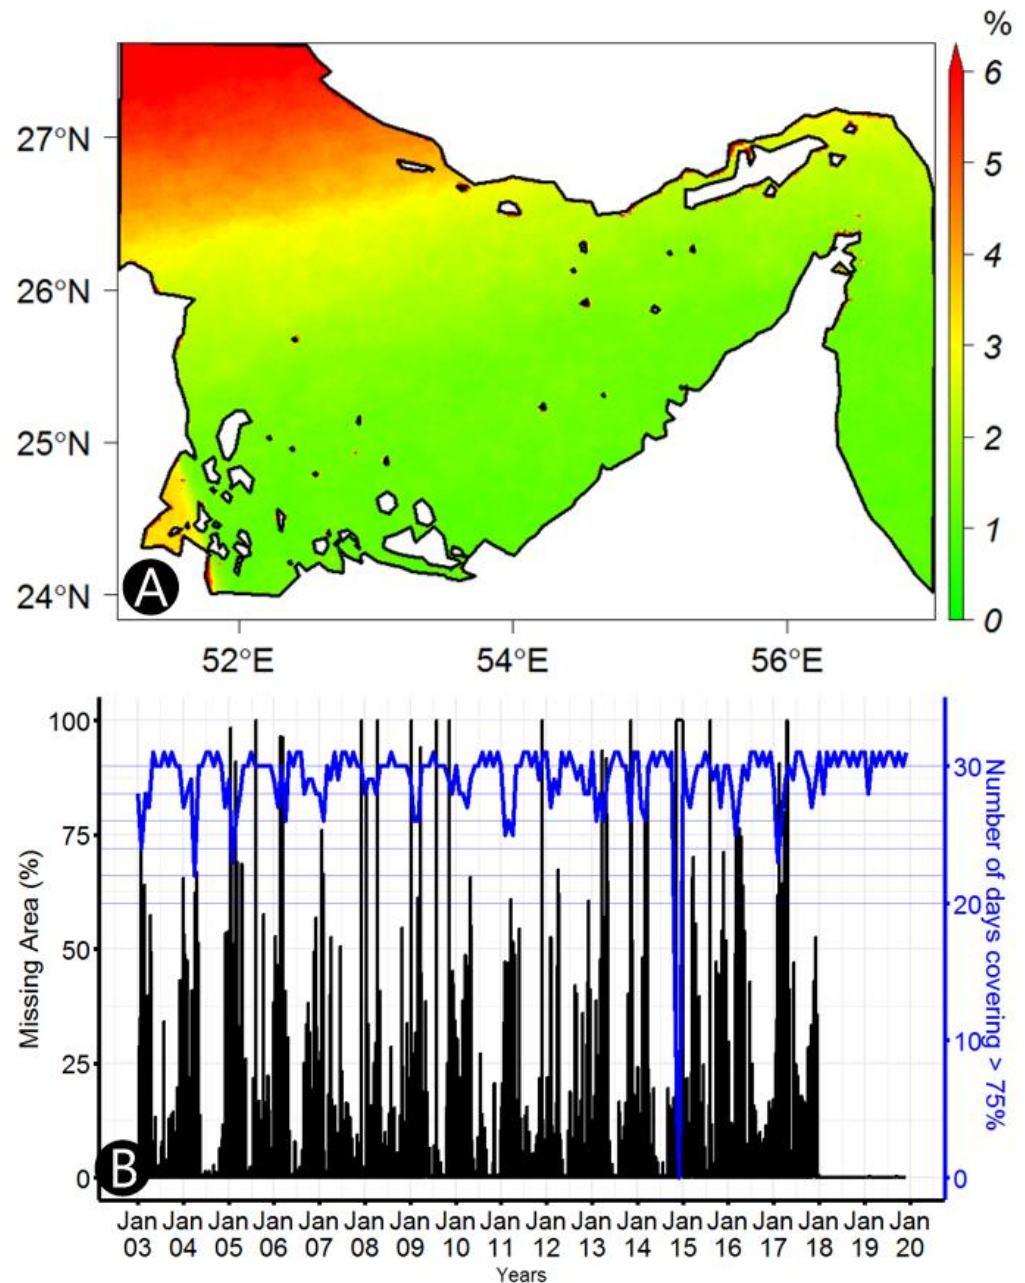 %
6
5
4
3
2
1
0
27°N
26°N
25°N
24°N
A
52°E 54°E 56°E
100
75
50
25
0
Missing Area (%)
30
20
10
0
Number of days covering > 75%
B
Jan Jan Jan Jan Jan Jan Jan Jan Jan Jan Jan Jan Jan Jan Jan Jan Jan Jan
03 04 05 06 07 08 09 10 11 12 13 14 15 16 17 18 19 20
Years